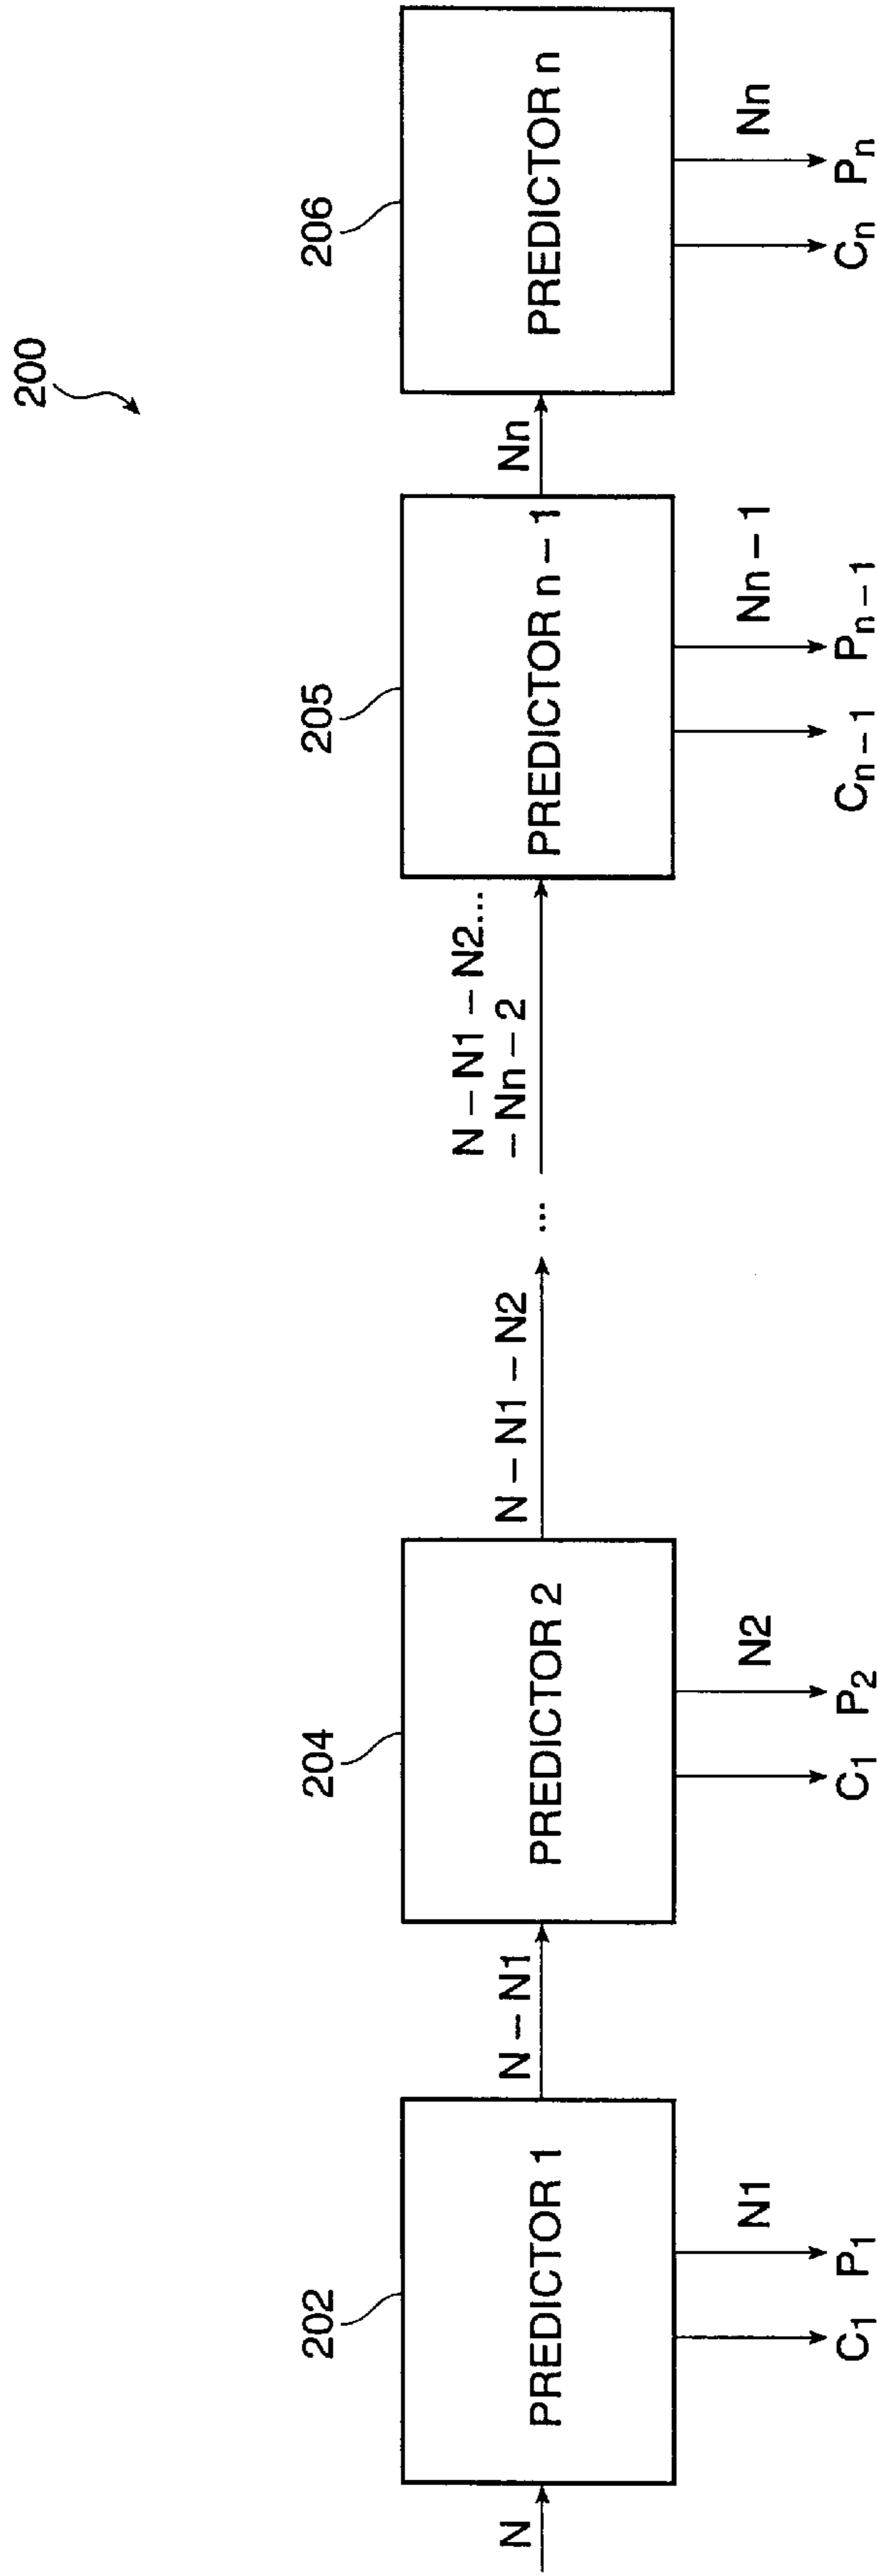 200
202
204
205
206
N
PREDICTOR 1
N – N1
PREDICTOR 2
N – N1 – N2
...
N – N1 – N2...
– Nn – 2
PREDICTOR n – 1
Nn
PREDICTOR n
N1
N2
Nn – 1
Nn
C1 P1
C1 P2
Cn – 1 Pn – 1
Cn Pn